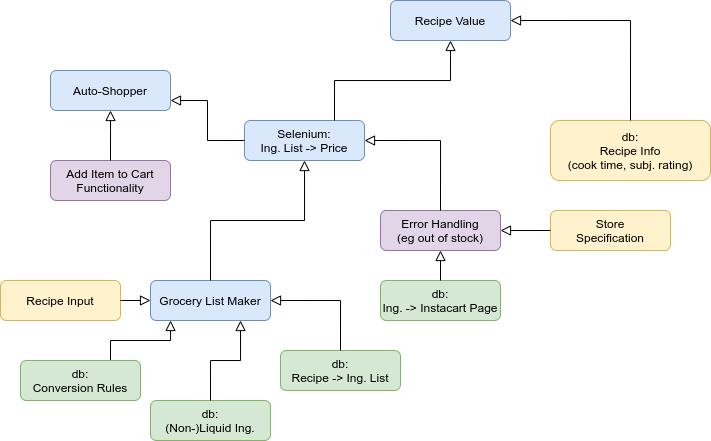 Recipe Value
Auto-Shopper
Selenium:
Ing. List -> Price
db:
Recipe Info
(cook time, subj. rating)
Add Item to Cart
Functionality
Error Handling
(eg out of stock)
Store
Specification
Recipe Input
Grocery List Maker
db:
Ing. -> Instacart Page
db:
Conversion Rules
db:
Recipe -> Ing. List
db:
(Non-)Liquid Ing.